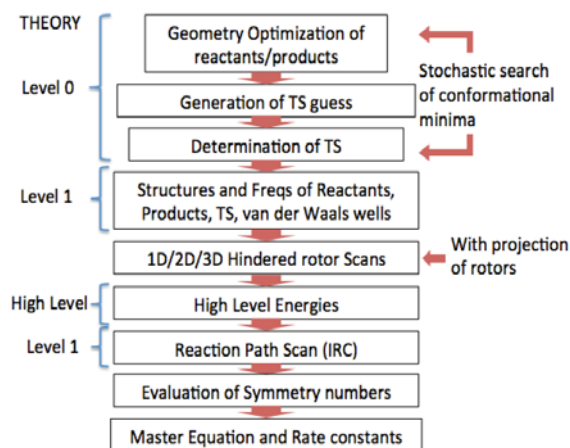 THEORY
Geometry Optimization of
reactants/products
Level 0
Stochastic search
of conformational
minima
Generation of TS guess
Determination of TS
Level 1
Structures and Freqs of Reactants,
Products, TS, van der Waals wells
1D/2D/3D Hindered rotor Scans
With projection
of rotors
High Level
High Level Energies
Level 1
Reaction Path Scan (IRC)
Evaluation of Symmetry numbers
Master Equation and Rate constants